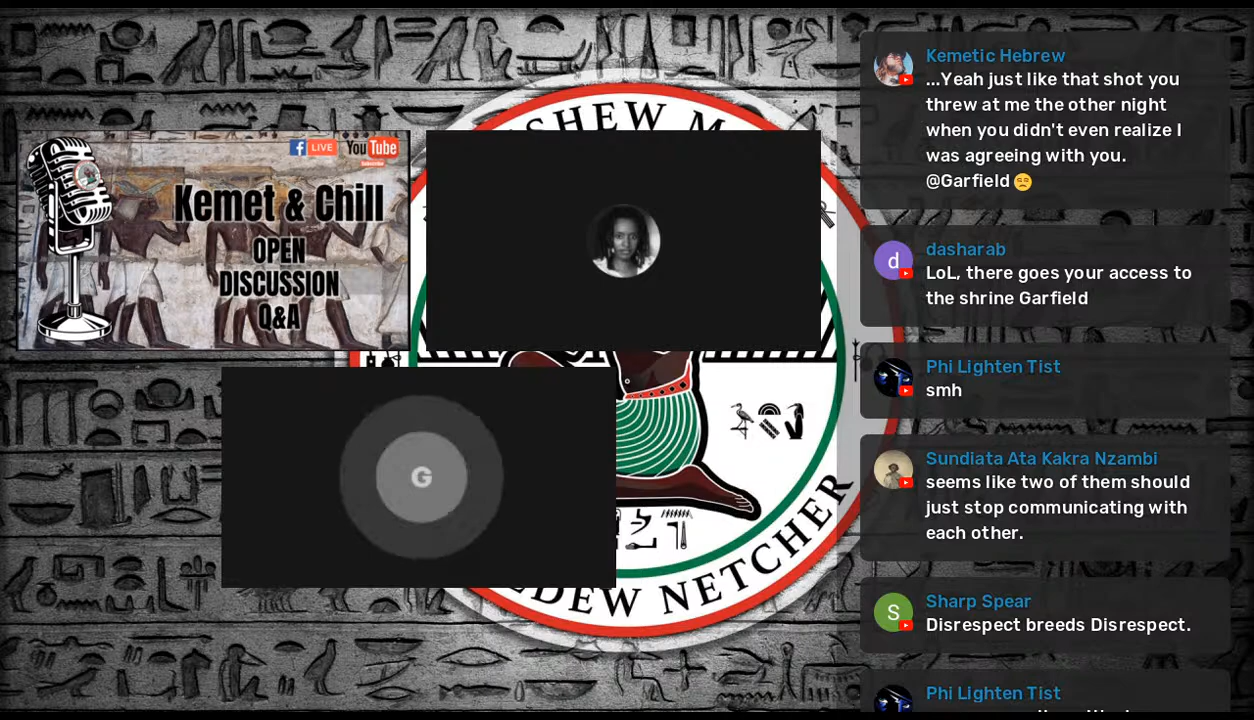 LIVE
YouTube
Subscribe
Kemet & Chill
OPEN
DISCUSSION
Q&A
SHEW M
G
DEW NETCHER
Kemetic Hebrew
...Yeah just like that shot you
threw at me the other night
when you didn't even realize I
was agreeing with you.
@Garfield 😒
d
dasharab
LoL, there goes your access to
the shrine Garfield
Phi Lighten Tist
smh
Sundiata Ata Kakra Nzambi
seems like two of them should
just stop communicating with
each other.
S
Sharp Spear
Disrespect breeds Disrespect.
Phi Lighten Tist